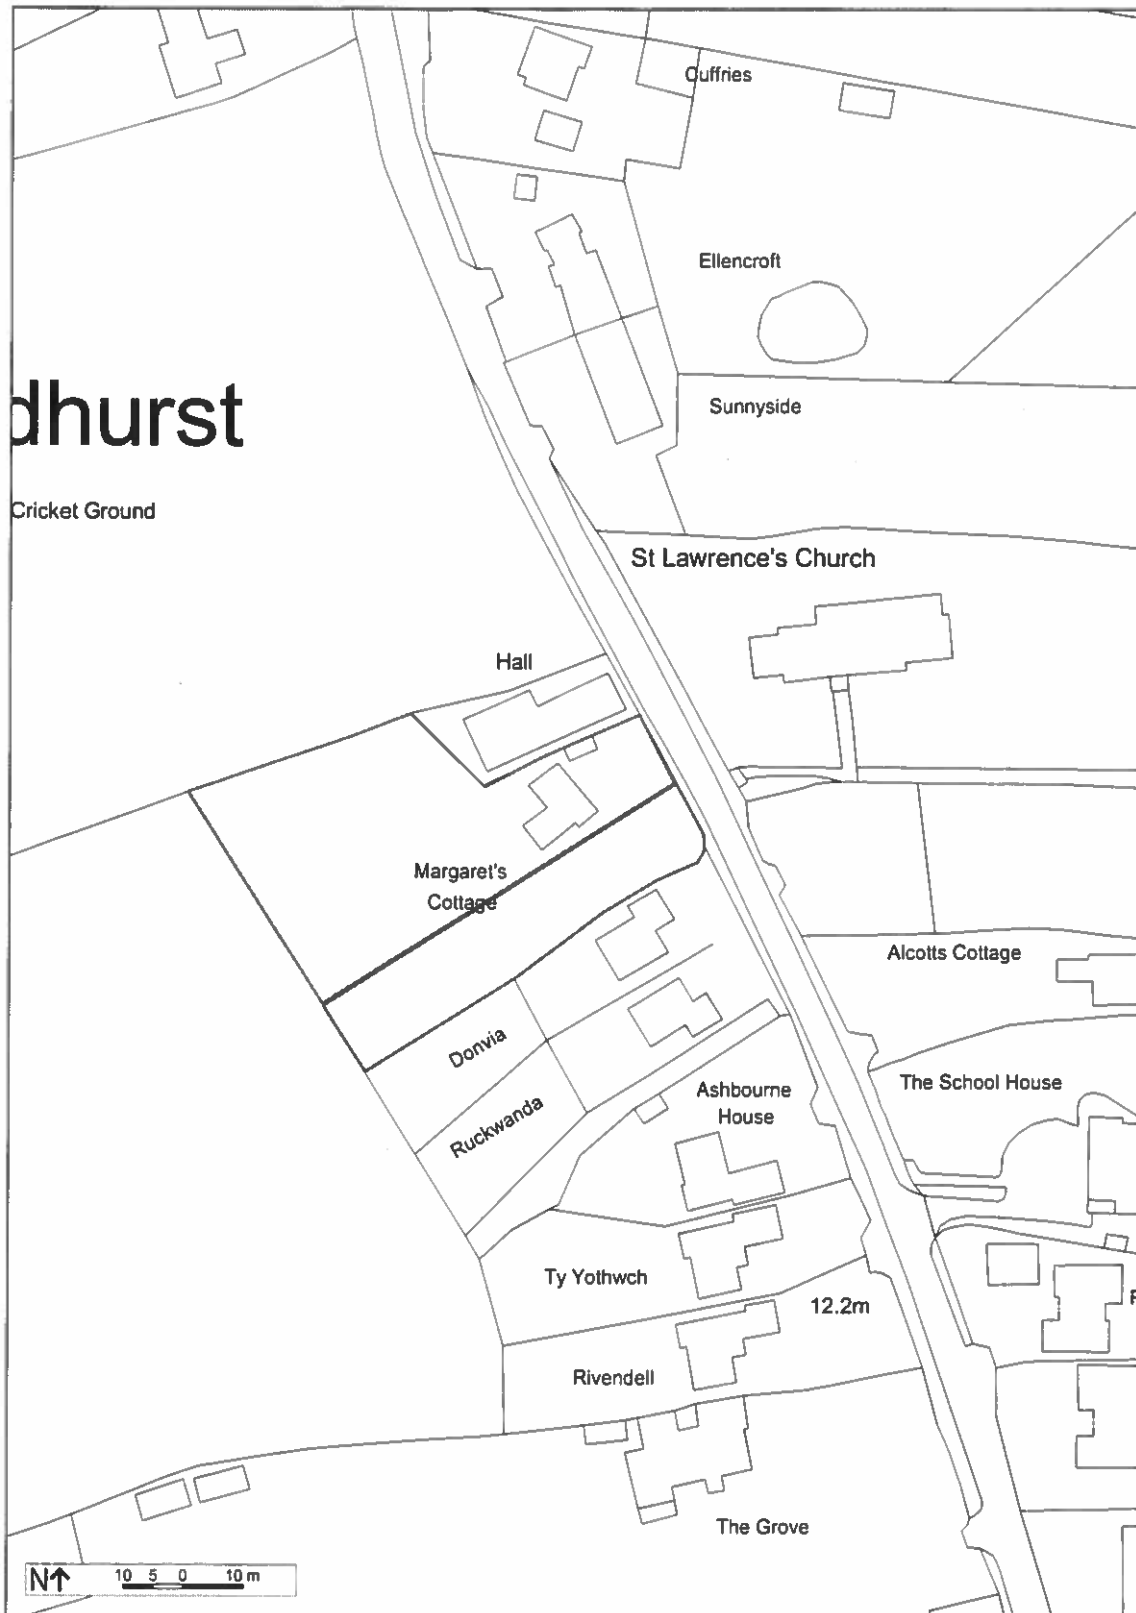 Cuffries
Ellencroft
dhurst
Sunnyside
Cricket Ground
St Lawrence's Church
Hall
Margaret's
Cottage
Alcotts Cottage
Donvia
The School House
Ashbourne
House
Ruckwanda
Ty Yothwch
12.2m
Rivendell
The Grove
N↑ 10 5 0 10 m